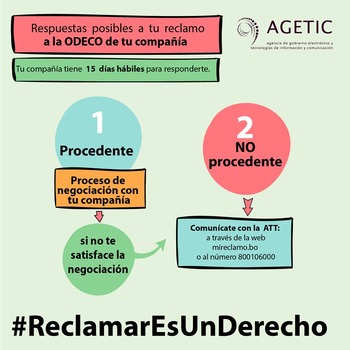 Respuestas posibles a tu reclamo
a la ODECO de tu compañía
AGETIC
agencia de gobierno electrónico y
tecnologías de información y comunicación
Tu compañía tiene 15 días hábiles para responderte.
1
Procedente
Proceso de
negociación con
tu compañía
si no te
satisface la
negociación
2
NO
procedente
Comunícate con la ATT:
a través de la web
mireclamo.bo
o al número 800106000
#ReclamarEsUnDerecho